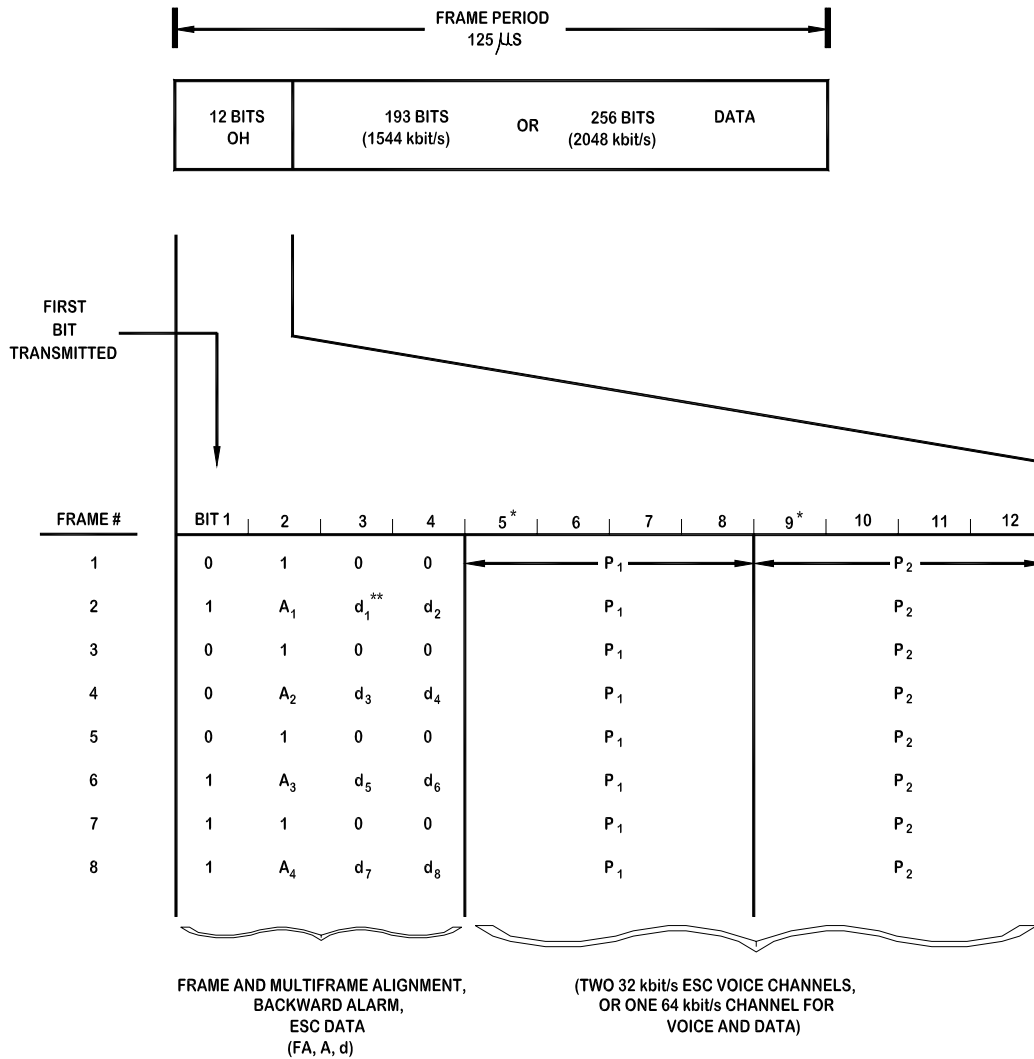 FRAME PERIOD
125 μS
12 BITS
OH
193 BITS
(1544 kbit/s)
OR
256 BITS
(2048 kbit/s)
DATA
FIRST
BIT
TRANSMITTED
FRAME # BIT 1 2 3 4 5* 6 7 8 9* 10 11 12
1 0 1 0 0 P1 P2
2 1 A1 d1** d2 P1 P2
3 0 1 0 0 P1 P2
4 0 A2 d3 d4 P1 P2
5 0 1 0 0 P1 P2
6 1 A3 d5 d6 P1 P2
7 1 1 0 0 P1 P2
8 1 A4 d7 d8 P1 P2
FRAME AND MULTIFRAME ALIGNMENT,
BACKWARD ALARM,
ESC DATA
(FA, A, d)
(TWO 32 kbit/s ESC VOICE CHANNELS,
OR ONE 64 kbit/s CHANNEL FOR
VOICE AND DATA)